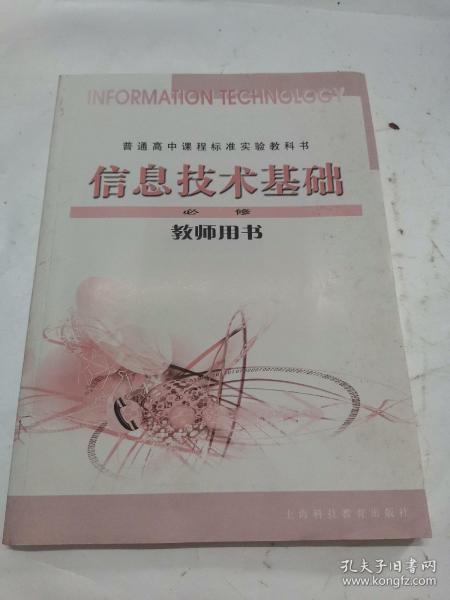 INFORMATION TECHNOLOGY
普通高中课程标准实验教科书
信息技术基础
必修
教师用书
上海科技教育出版社
孔夫子旧书网
www.kongfz.com